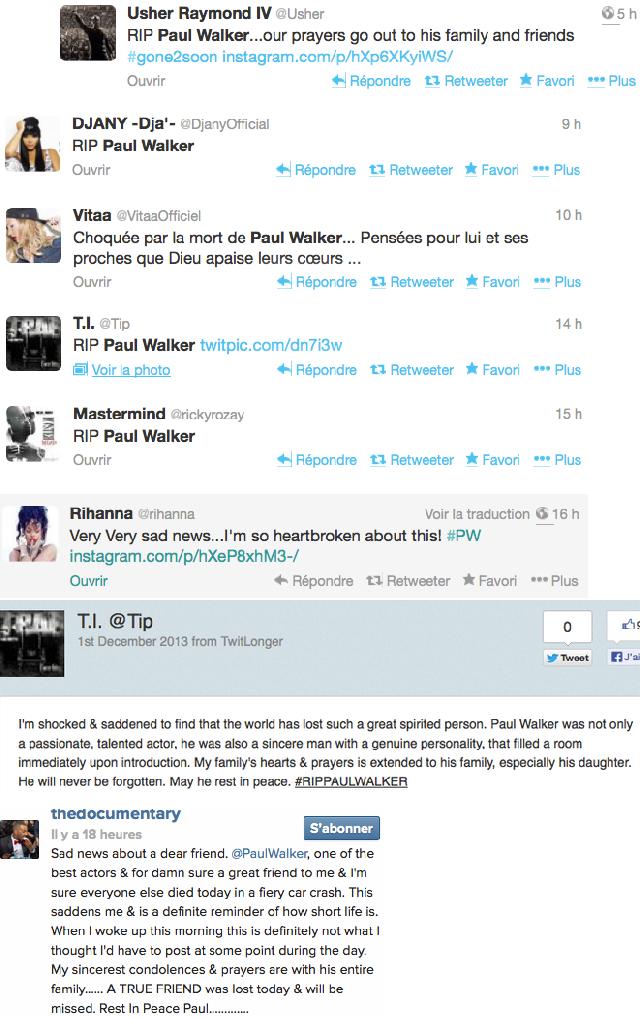 Usher Raymond IV @Usher 5 h
RIP Paul Walker...our prayers go out to his family and friends
#gone2soon instagram.com/p/hXp6XKyiWS/
Ouvrir Répondre Retweeter Favori Plus
DJANY -Dja'- @DjanyOfficial 9 h
RIP Paul Walker
Ouvrir Répondre Retweeter Favori Plus
Vitaa @VitaaOfficiel 10 h
Choquée par la mort de Paul Walker... Pensées pour lui et ses
proches que Dieu apaise leurs cœurs ...
Ouvrir Répondre Retweeter Favori Plus
T.I. @Tip 14 h
RIP Paul Walker twitpic.com/dn7i3w
Voir la photo Répondre Retweeter Favori Plus
Mastermind @rickyrozay 15 h
RIP Paul Walker
Ouvrir Répondre Retweeter Favori Plus
Rihanna @rihanna Voir la traduction 16 h
Very Very sad news...I'm so heartbroken about this! #PW
instagram.com/p/hXeP8xhM3-/
Ouvrir Répondre Retweeter Favori Plus
T.I. @Tip
1st December 2013 from TwitLonger
0
Tweet J'ai
I'm shocked & saddened to find that the world has lost such a great spirited person. Paul Walker was not only
a passionate, talented actor, he was also a sincere man with a genuine personality, that filled a room
immediately upon introduction. My family's hearts & prayers is extended to his family, especially his daughter.
He will never be forgotten. May he rest in peace. #RIPPAULWALKER
thedocumentary
Il y a 18 heures S'abonner
Sad news about a dear friend. @PaulWalker, one of the
best actors & for damn sure a great friend to me & I'm
sure everyone else died today in a fiery car crash. This
saddens me & is a definite reminder of how short life is.
When I woke up this morning this is definitely not what I
thought I'd have to post at some point during the day.
My sincerest condolences & prayers are with his entire
family...... A TRUE FRIEND was lost today & will be
missed. Rest In Peace Paul............